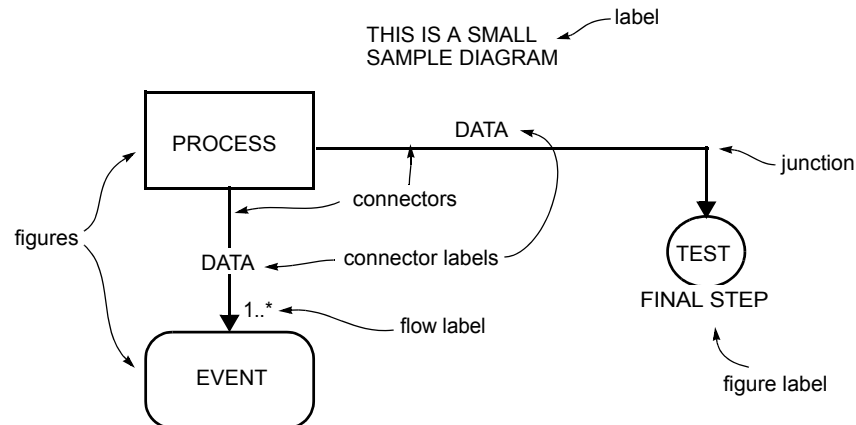 label
THIS IS A SMALL
SAMPLE DIAGRAM
DATA
PROCESS
junction
connectors
figures
TEST
DATA
connector labels
FINAL STEP
1..*
flow label
EVENT
figure label